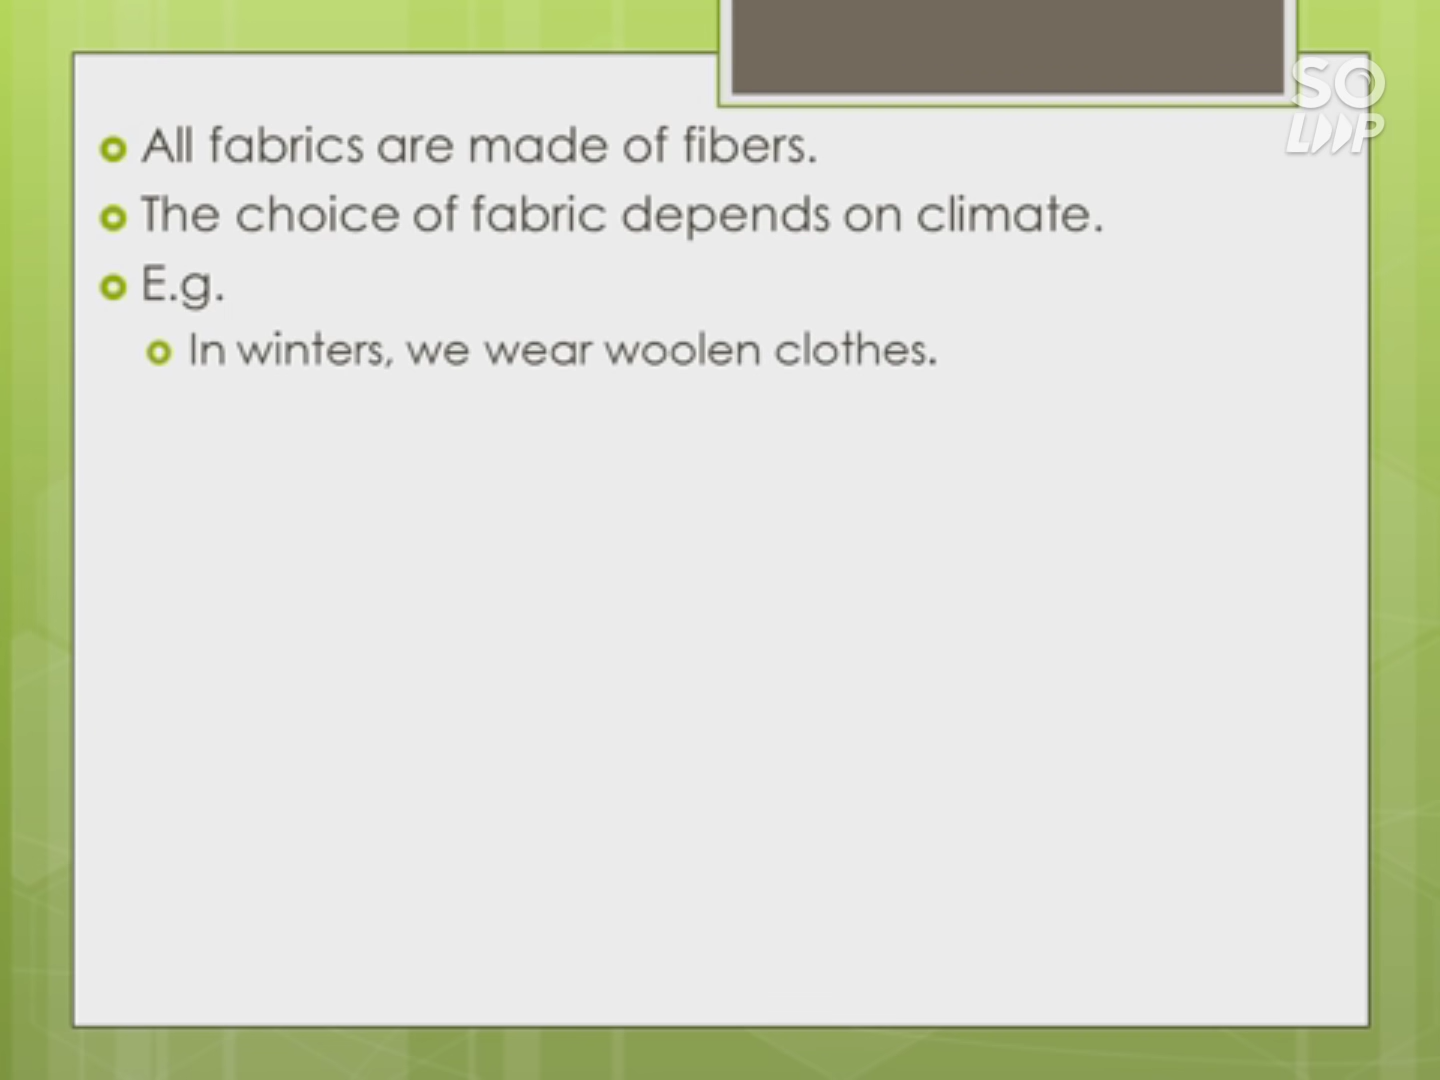 All fabrics are made of fibers.
The choice of fabric depends on climate.
E.g.
In winters, we wear woolen clothes.
SO
LOOP